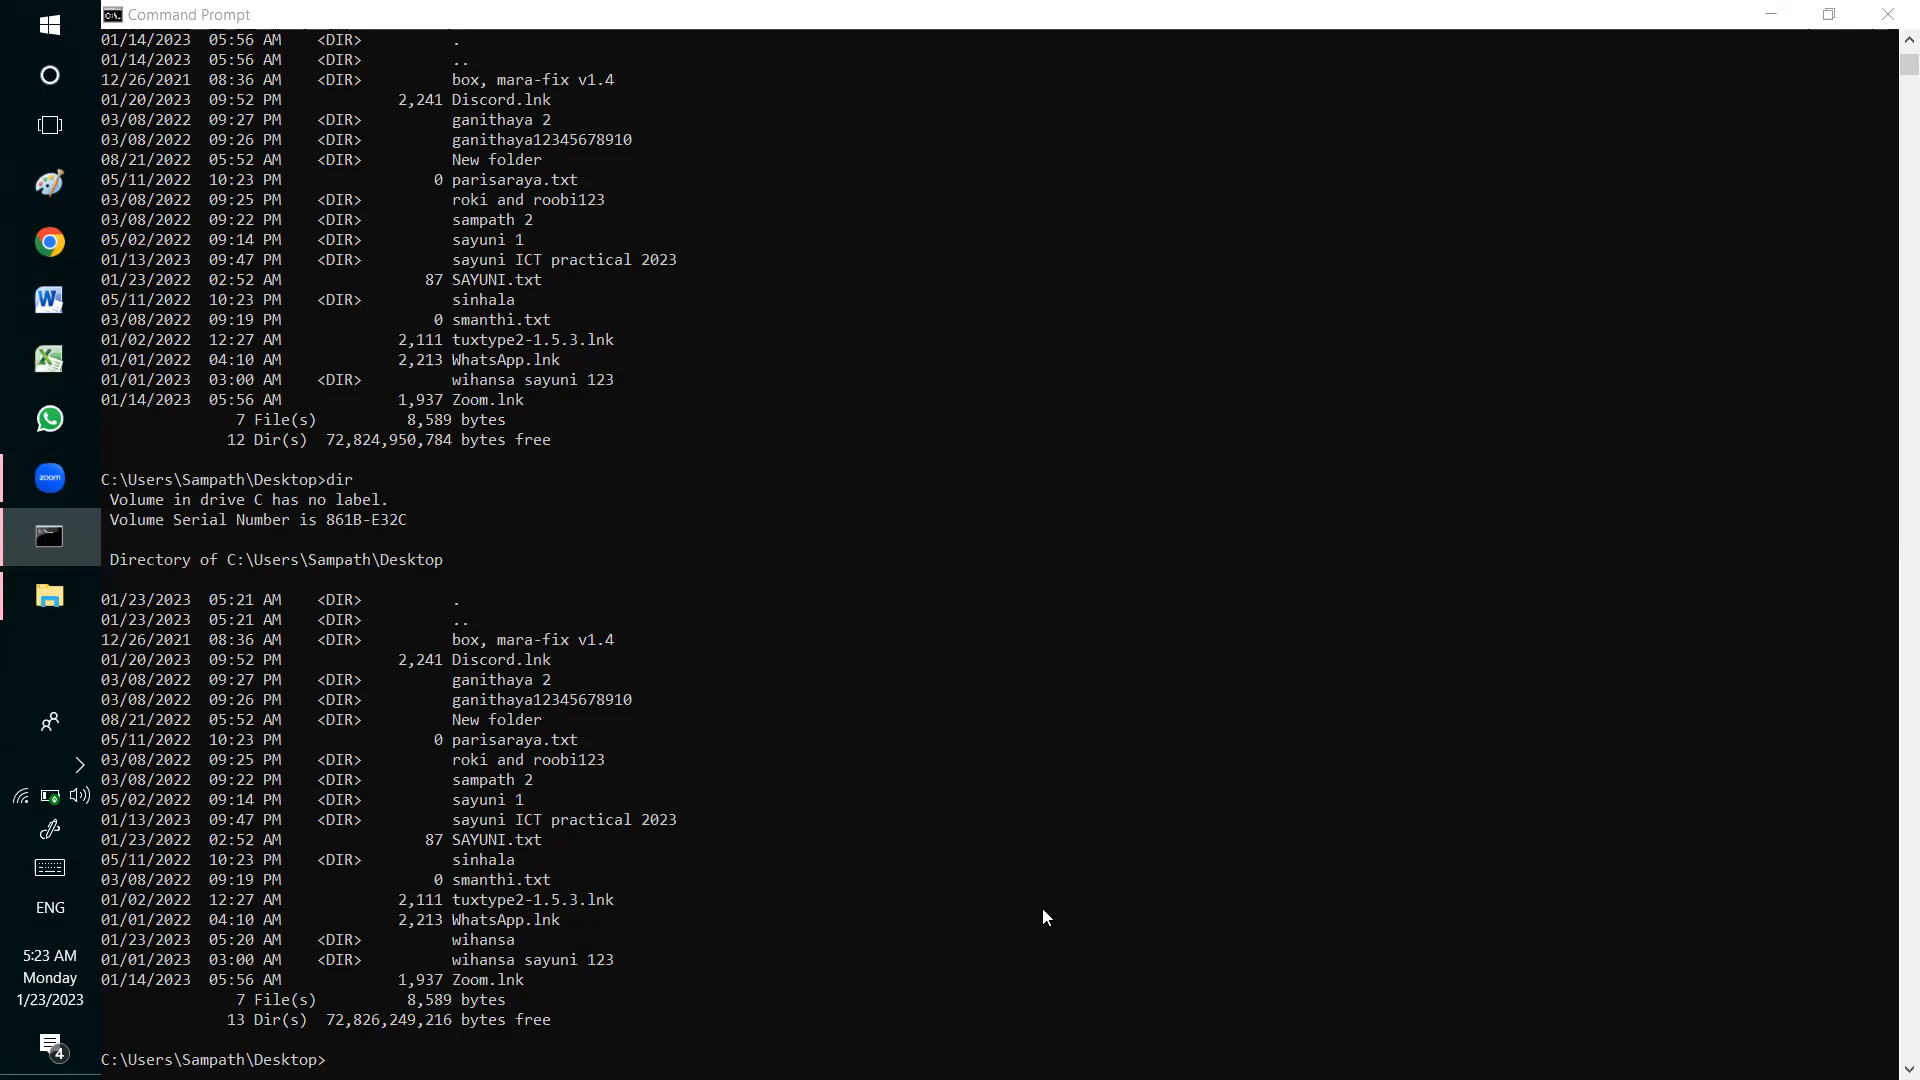 Command Prompt
01/14/2023  05:56 AM    <DIR>          .
01/14/2023  05:56 AM    <DIR>          ..
12/26/2021  08:36 AM    <DIR>          box, mara-fix v1.4
01/20/2023  09:52 PM             2,241 Discord.lnk
03/08/2022  09:27 PM    <DIR>          ganithaya 2
03/08/2022  09:26 PM    <DIR>          ganithaya12345678910
08/21/2022  05:52 AM    <DIR>          New folder
05/11/2022  10:23 PM                 0 parisaraya.txt
03/08/2022  09:25 PM    <DIR>          roki and roobi123
03/08/2022  09:22 PM    <DIR>          sampath 2
05/02/2022  09:14 PM    <DIR>          sayuni 1
01/13/2023  09:47 PM    <DIR>          sayuni ICT practical 2023
01/23/2022  02:52 AM                87 SAYUNI.txt
05/11/2022  10:23 PM    <DIR>          sinhala
03/08/2022  09:19 PM                 0 smanthi.txt
01/02/2022  12:27 AM             2,111 tuxtype2-1.5.3.lnk
01/01/2022  04:10 AM             2,213 WhatsApp.lnk
01/01/2023  03:00 AM    <DIR>          wihansa sayuni 123
01/14/2023  05:56 AM             1,937 Zoom.lnk
               7 File(s)          8,589 bytes
              12 Dir(s)  72,824,950,784 bytes free
C:\Users\Sampath\Desktop>dir
 Volume in drive C has no label.
 Volume Serial Number is 861B-E32C
 Directory of C:\Users\Sampath\Desktop
01/23/2023  05:21 AM    <DIR>          .
01/23/2023  05:21 AM    <DIR>          ..
12/26/2021  08:36 AM    <DIR>          box, mara-fix v1.4
01/20/2023  09:52 PM             2,241 Discord.lnk
03/08/2022  09:27 PM    <DIR>          ganithaya 2
03/08/2022  09:26 PM    <DIR>          ganithaya12345678910
08/21/2022  05:52 AM    <DIR>          New folder
05/11/2022  10:23 PM                 0 parisaraya.txt
03/08/2022  09:25 PM    <DIR>          roki and roobi123
03/08/2022  09:22 PM    <DIR>          sampath 2
05/02/2022  09:14 PM    <DIR>          sayuni 1
01/13/2023  09:47 PM    <DIR>          sayuni ICT practical 2023
01/23/2022  02:52 AM                87 SAYUNI.txt
05/11/2022  10:23 PM    <DIR>          sinhala
03/08/2022  09:19 PM                 0 smanthi.txt
01/02/2022  12:27 AM             2,111 tuxtype2-1.5.3.lnk
01/01/2022  04:10 AM             2,213 WhatsApp.lnk
01/23/2023  05:20 AM    <DIR>          wihansa
01/01/2023  03:00 AM    <DIR>          wihansa sayuni 123
01/14/2023  05:56 AM             1,937 Zoom.lnk
               7 File(s)          8,589 bytes
              13 Dir(s)  72,826,249,216 bytes free
C:\Users\Sampath\Desktop>
zoom
ENG
5:23 AM
Monday
1/23/2023
4